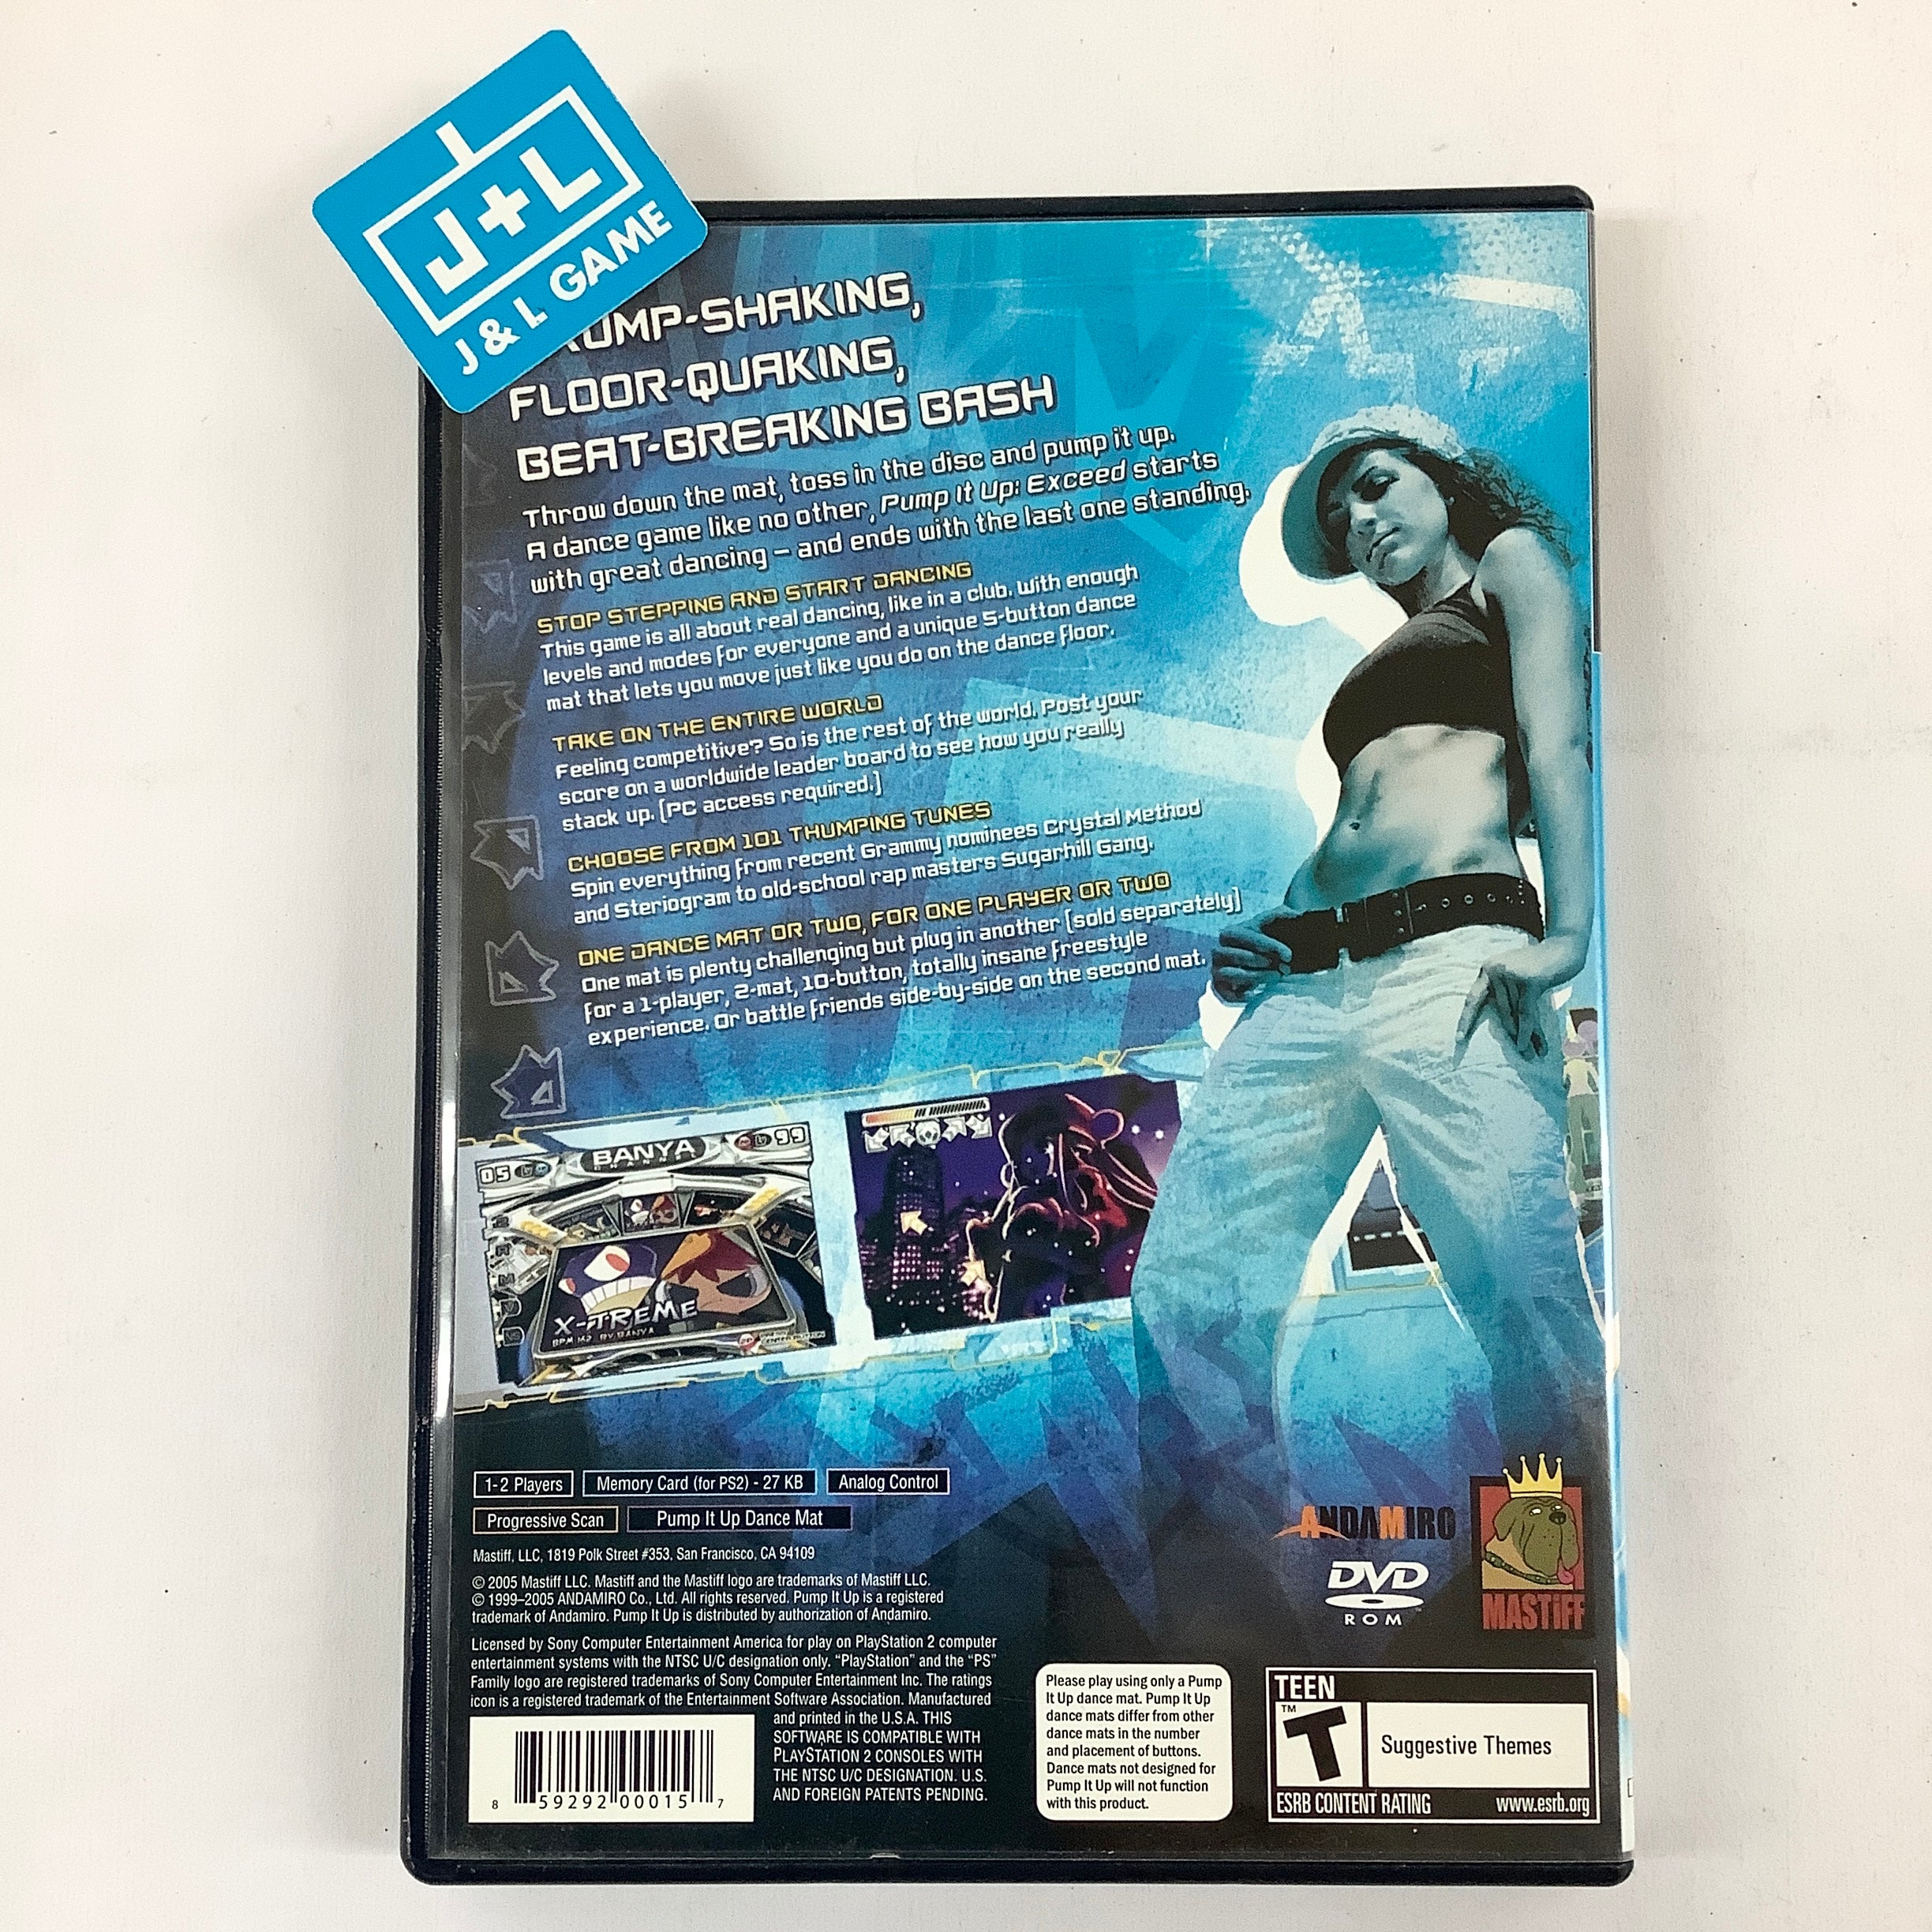 J+L
J & L GAME
RUMP-SHAKING,
FLOOR-QUAKING,
BEAT-BREAKING BASH
Throw down the mat, toss in the disc and pump it up.
A dance game like no other, Pump It Up: Exceed starts
with great dancing – and ends with the last one standing.
STOP STEPPING AND START DANCING
This game is all about real dancing, like in a club. With enough
levels and modes for everyone and a unique 5-button dance
mat that lets you move just like you do on the dance floor.
TAKE ON THE ENTIRE WORLD
Feeling competitive? So is the rest of the world. Post your
score on a worldwide leader board to see how you really
stack up. (PC access required.)
CHOOSE FROM 101 THUMPING TUNES
Spin everything from recent Grammy nominees Crystal Method
and Steriogram to old-school rap masters Sugarhill Gang.
ONE DANCE MAT OR TWO, FOR ONE PLAYER OR TWO
One mat is plenty challenging but plug in another (sold separately)
for a 1-player, 2-mat, 10-button, totally insane freestyle
experience. Or battle friends side-by-side on the second mat.
05 BANYA 99
CHANNEL
X-TREME
BPM 162 BY BANYA
1-2 Players Memory Card (for PS2) - 27 KB Analog Control
Progressive Scan Pump It Up Dance Mat
Mastiff, LLC, 1819 Polk Street #353, San Francisco, CA 94109
© 2005 Mastiff LLC. Mastiff and the Mastiff logo are trademarks of Mastiff LLC.
© 1999–2005 ANDAMIRO Co., Ltd. All rights reserved. Pump It Up is a registered
trademark of Andamiro. Pump It Up is distributed by authorization of Andamiro.
Licensed by Sony Computer Entertainment America for play on PlayStation 2 computer
entertainment systems with the NTSC U/C designation only. “PlayStation” and the “PS”
Family logo are registered trademarks of Sony Computer Entertainment Inc. The ratings
icon is a registered trademark of the Entertainment Software Association. Manufactured
and printed in the U.S.A. THIS
SOFTWARE IS COMPATIBLE WITH
PLAYSTATION 2 CONSOLES WITH
THE NTSC U/C DESIGNATION. U.S.
AND FOREIGN PATENTS PENDING.
8 59292 00015 7
ANDAMIRO
DVD
ROM
MASTiFF
Please play using only a Pump
It Up dance mat. Pump It Up
dance mats differ from other
dance mats in the number
and placement of buttons.
Dance mats not designed for
Pump It Up will not function
with this product.
TEEN
TM
T
Suggestive Themes
ESRB CONTENT RATING www.esrb.org